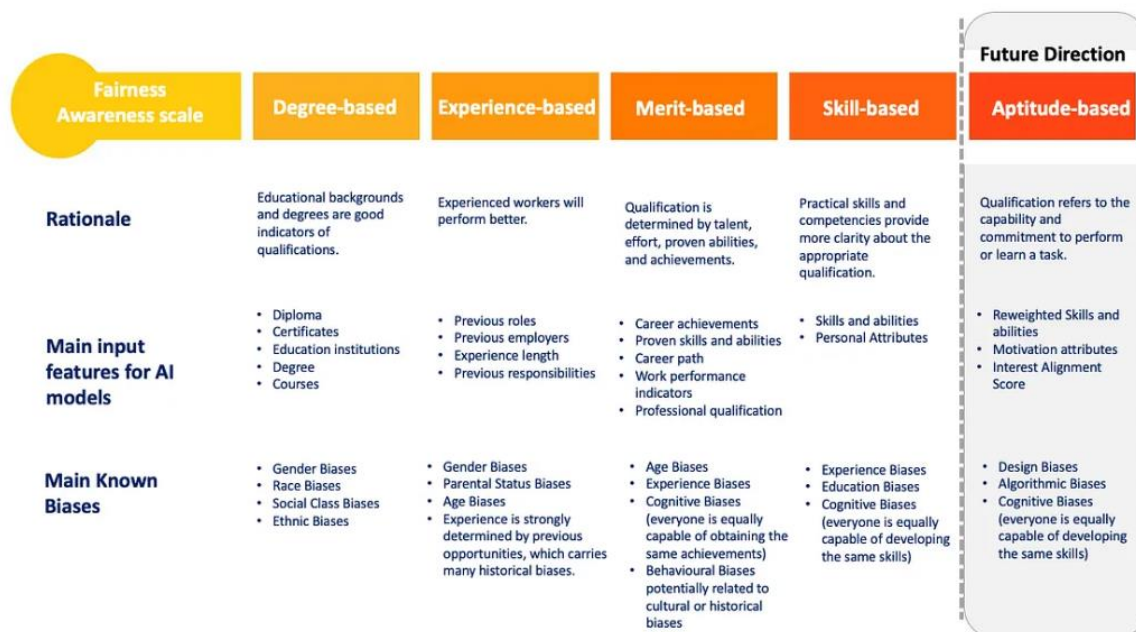 Future Direction
Fairness
Awareness scale
Degree-based
Experience-based
Merit-based
Skill-based
Aptitude-based
Rationale
Educational backgrounds
and degrees are good
indicators of
qualifications.
Experienced workers will
perform better.
Qualification is
determined by talent,
effort, proven abilities,
and achievements.
Practical skills and
competencies provide
more clarity about the
appropriate
qualification.
Qualification refers to the
capability and
commitment to perform
or learn a task.
Main input
features for AI
models
• Diploma
• Certificates
• Education institutions
• Degree
• Courses
• Previous roles
• Previous employers
• Experience length
• Previous responsibilities
• Career achievements
• Proven skills and abilities
• Career path
• Work performance
indicators
• Professional qualification
• Skills and abilities
• Personal Attributes
• Reweighted Skills and
abilities
• Motivation attributes
• Interest Alignment
Score
Main Known
Biases
• Gender Biases
• Race Biases
• Social Class Biases
• Ethnic Biases
• Gender Biases
• Parental Status Biases
• Age Biases
• Experience is strongly
determined by previous
opportunities, which carries
many historical biases.
• Age Biases
• Experience Biases
• Cognitive Biases
(everyone is equally
capable of obtaining the
same achievements)
• Behavioural Biases
potentially related to
cultural or historical
biases
• Experience Biases
• Education Biases
• Cognitive Biases
(everyone is equally
capable of developing
the same skills)
• Design Biases
• Algorithmic Biases
• Cognitive Biases
(everyone is equally
capable of developing
the same skills)